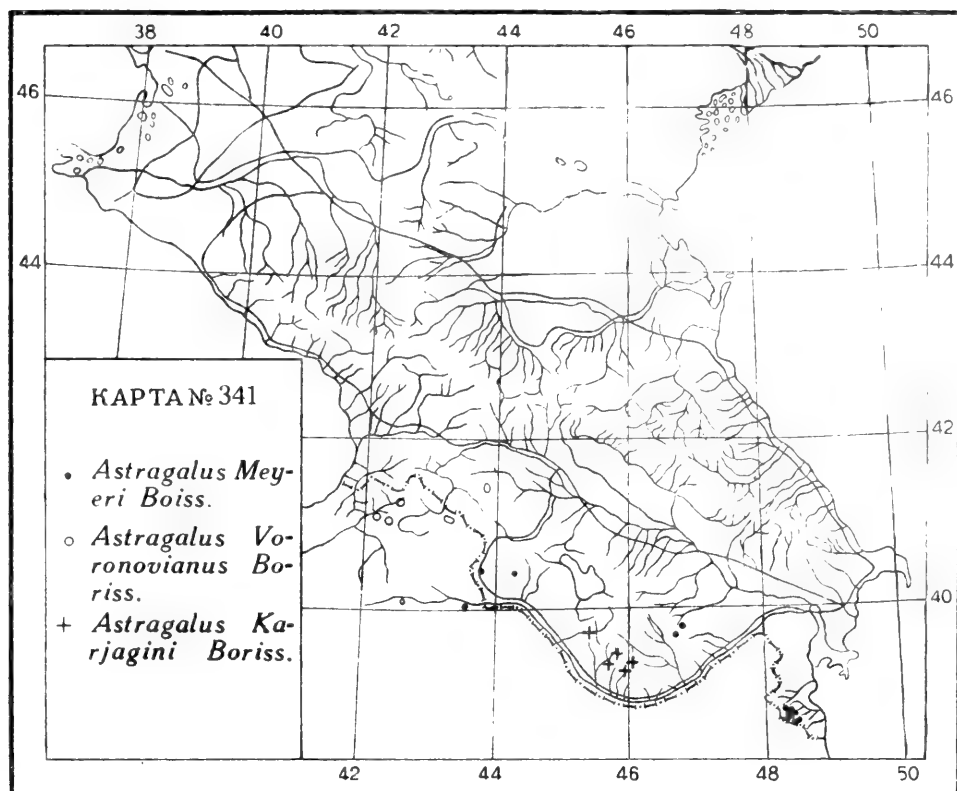 38 40 42 44 46 48 50
46 46
44 44
КАРТА № 341
42
Astragalus Mey-
eri Boiss.
Astragalus Vo-
ronovianus Bo-
riss.
40
Astragalus Ka-
rjagini Boriss.
42 44 46 48 50